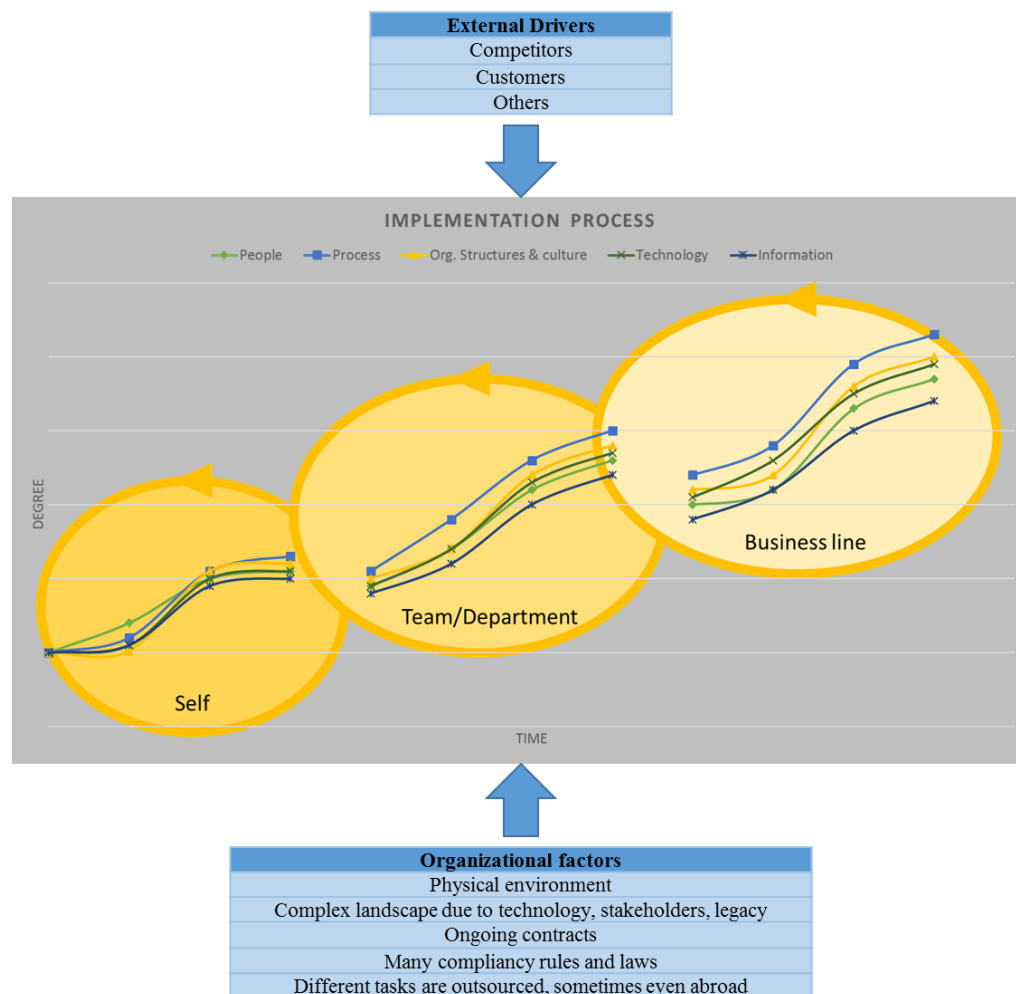 External Drivers
Competitors
Customers
Others
IMPLEMENTATION PROCESS
People Process Org. Structures & culture Technology Information
DEGREE
Business line
Team/Department
Self
TIME
Organizational factors
Physical environment
Complex landscape due to technology, stakeholders, legacy
Ongoing contracts
Many compliancy rules and laws
Different tasks are outsourced, sometimes even abroad